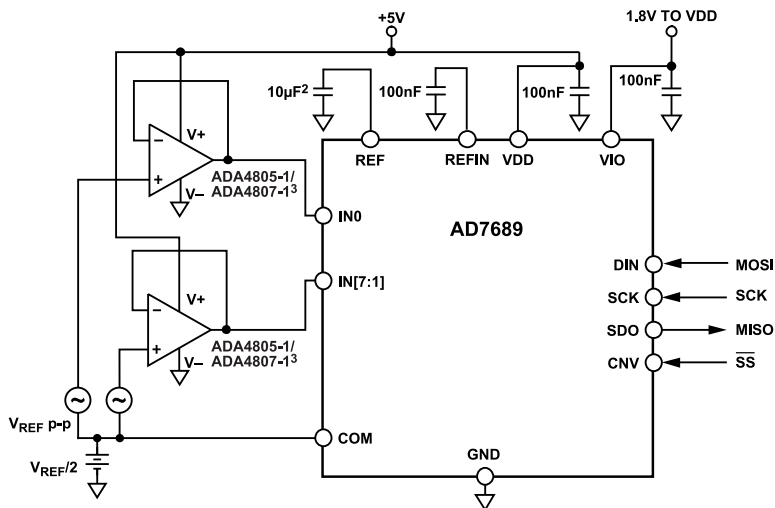 +5V
1.8V TO VDD
10µF²
100nF
100nF
100nF
V+
REF
REFIN
VDD
VIO
ADA4805-1/
V–
ADA4807-1³
IN0
AD7689
IN[7:1]
DIN
MOSI
V+
SCK
SCK
ADA4805-1/
SDO
MISO
V–
ADA4807-1³
CNV
SS
VREF p-p
COM
GND
VREF/2